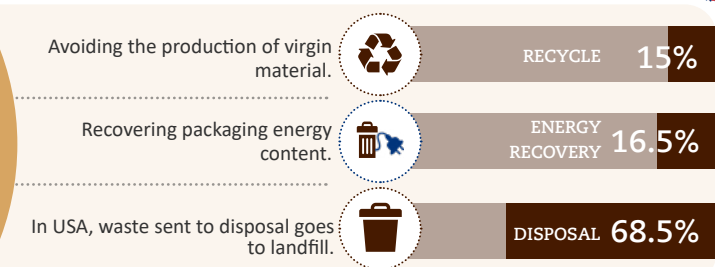 Avoiding the production of virgin
material.
RECYCLE 15%
Recovering packaging energy
content.
ENERGY
RECOVERY 16.5%
In USA, waste sent to disposal goes
to landfill.
DISPOSAL 68.5%